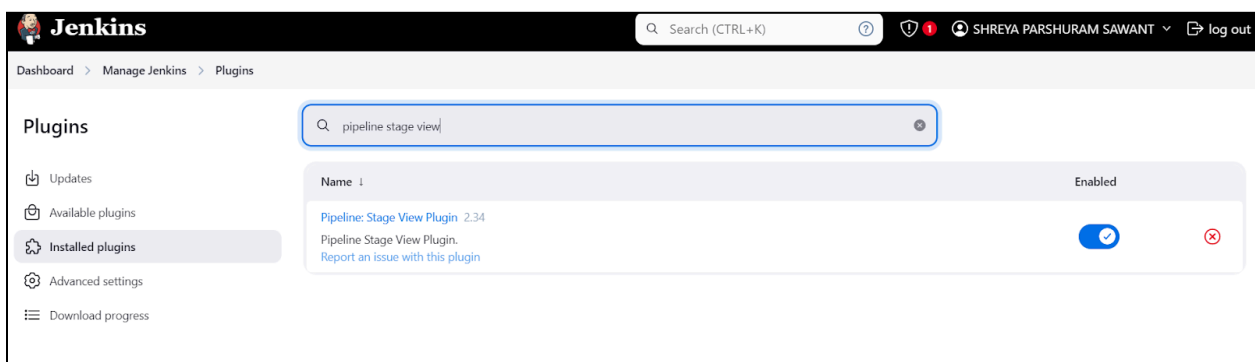 Jenkins
Search (CTRL+K)
1
SHREYA PARSHURAM SAWANT
log out
Dashboard > Manage Jenkins > Plugins
Plugins
pipeline stage view
Updates
Available plugins
Installed plugins
Advanced settings
Download progress
Name ↓
Enabled
Pipeline: Stage View Plugin 2.34
Pipeline Stage View Plugin.
Report an issue with this plugin